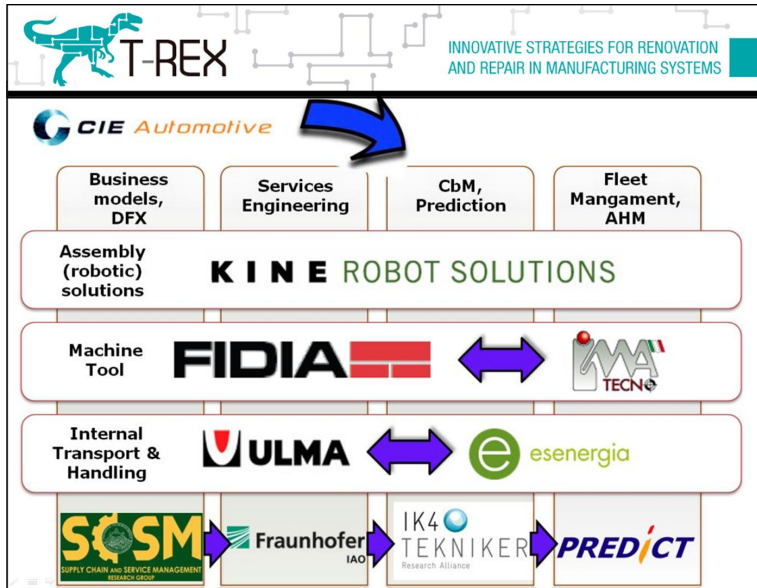 T-REX
INNOVATIVE STRATEGIES FOR RENOVATION
AND REPAIR IN MANUFACTURING SYSTEMS
CIE Automotive
Business
models,
DFX
Services
Engineering
CbM,
Prediction
Fleet
Mangament,
AHM
Assembly
(robotic)
solutions
KINE ROBOT SOLUTIONS
Machine
Tool
FIDIA
IMA
TECNO
Internal
Transport &
Handling
ULMA
e esenergia
SCSM
SUPPLY CHAIN AND SERVICE MANAGEMENT
RESEARCH GROUP
Fraunhofer
IAO
IK4
TEKNIKER
Research Alliance
PREDICT